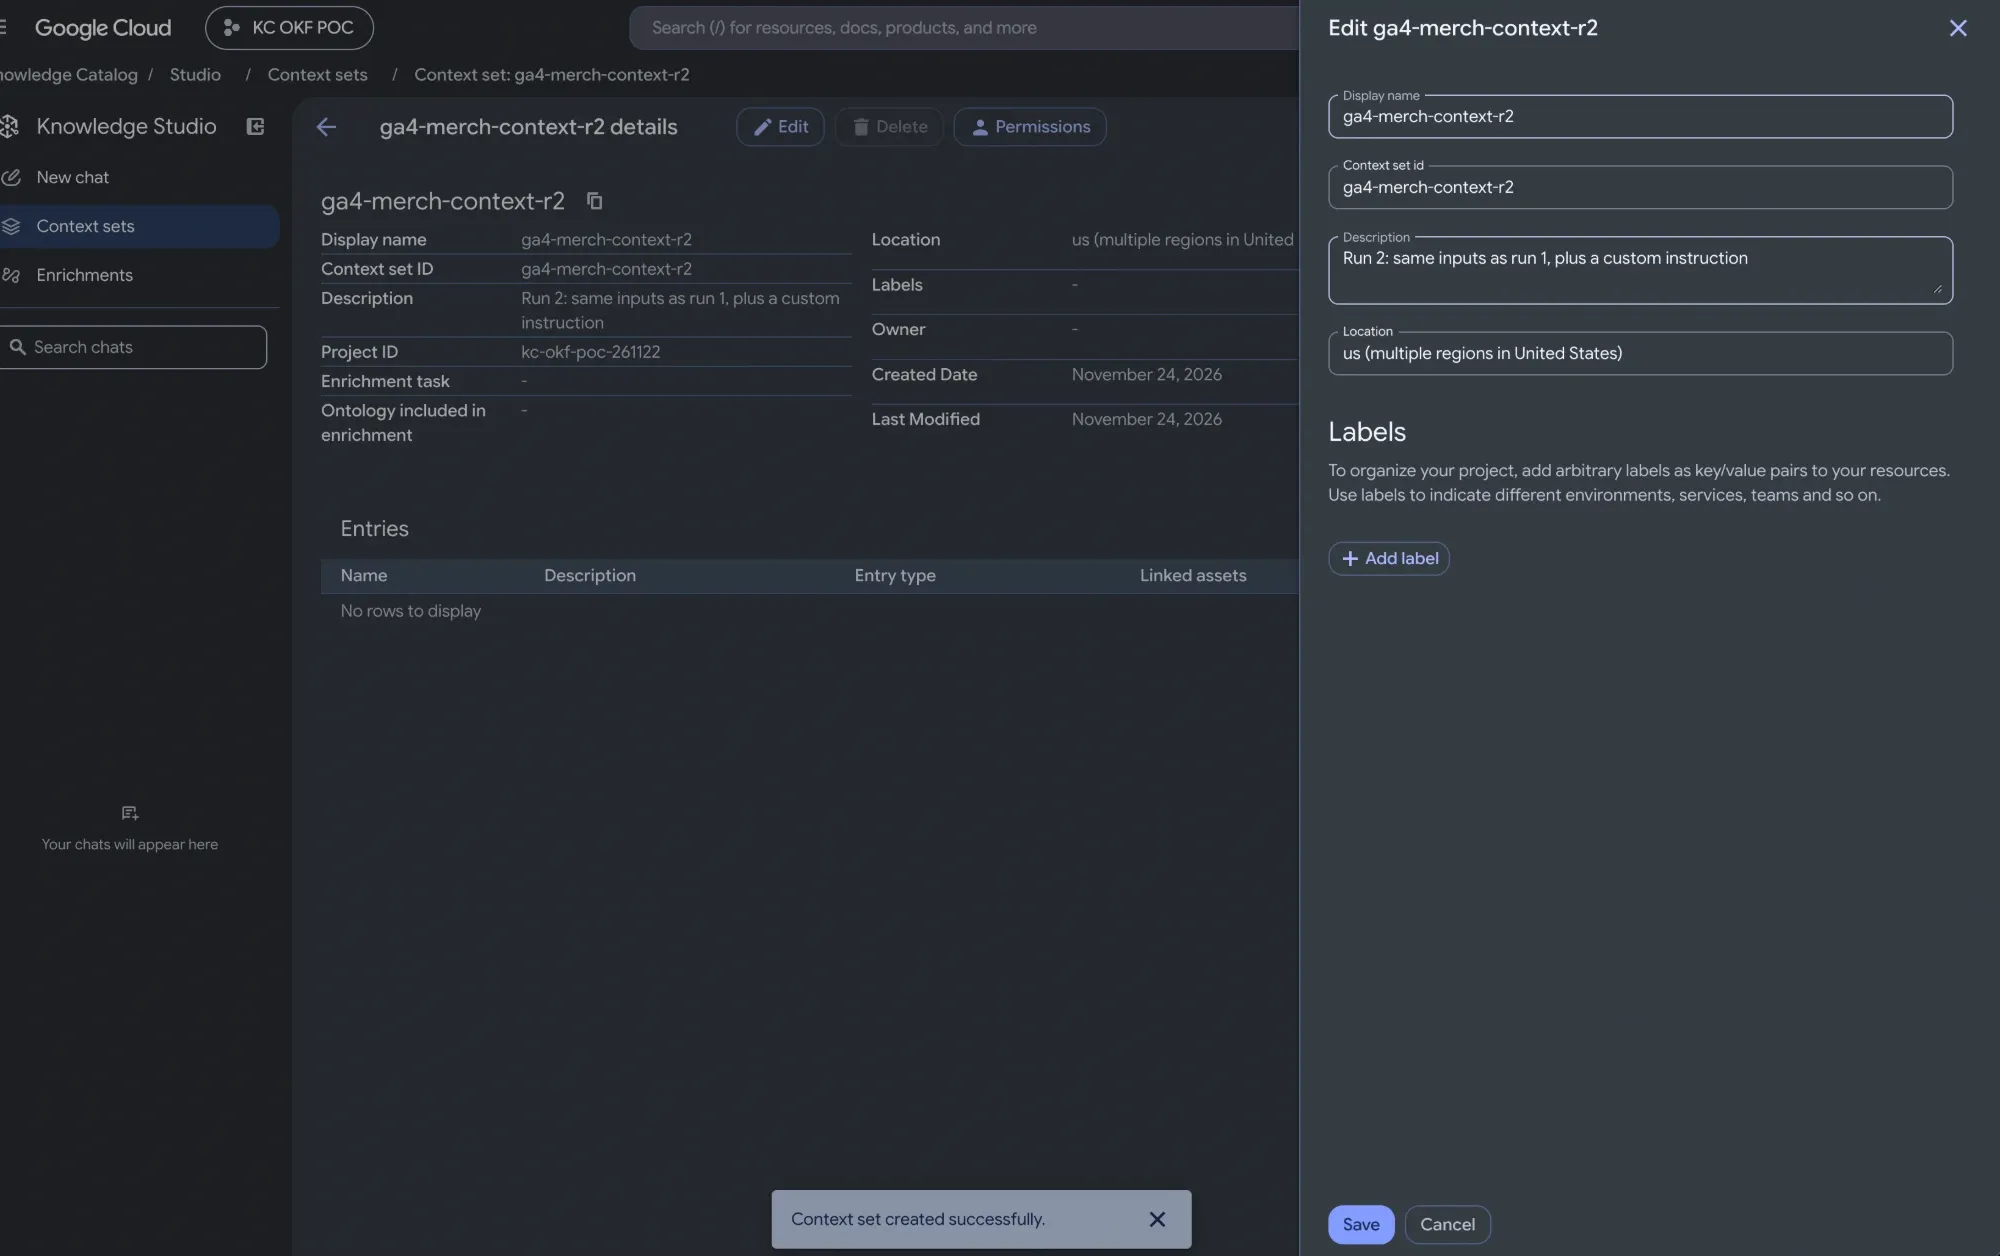 Google Cloud
KC OKF POC
Search (/) for resources, docs, products, and more
nowledge Catalog / Studio / Context sets / Context set: ga4-merch-context-r2
Knowledge Studio
New chat
Context sets
Enrichments
Search chats
Your chats will appear here
ga4-merch-context-r2 details
Edit
Delete
Permissions
ga4-merch-context-r2
Display name ga4-merch-context-r2
Context set ID ga4-merch-context-r2
Description Run 2: same inputs as run 1, plus a custom
instruction
Project ID kc-okf-poc-261122
Enrichment task -
Ontology included in -
enrichment
Location us (multiple regions in United
Labels -
Owner -
Created Date November 24, 2026
Last Modified November 24, 2026
Entries
Name Description Entry type Linked assets
No rows to display
Context set created successfully.
Edit ga4-merch-context-r2
Display name
ga4-merch-context-r2
Context set id
ga4-merch-context-r2
Description
Run 2: same inputs as run 1, plus a custom instruction
Location
us (multiple regions in United States)
Labels
To organize your project, add arbitrary labels as key/value pairs to your resources.
Use labels to indicate different environments, services, teams and so on.
+ Add label
Save
Cancel